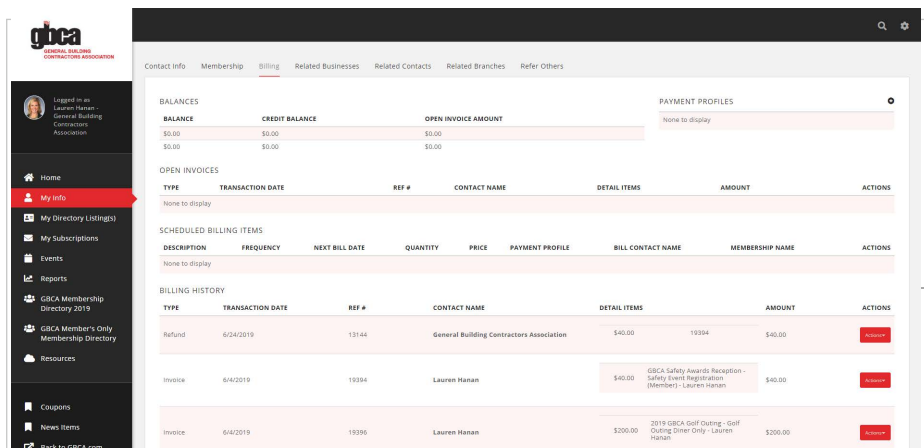 gbca
GENERAL BUILDING
CONTRACTORS ASSOCIATION
Logged in as
Lauren Hanan -
General Building
Contractors
Association
Home
My Info
My Directory Listing(s)
My Subscriptions
Events
Reports
GBCA Membership
Directory 2019
GBCA Member's Only
Membership Directory
Resources
Coupons
News Items
Back to GBCA.com
Contact Info Membership Billing Related Businesses Related Contacts Related Branches Refer Others
BALANCES
BALANCE CREDIT BALANCE OPEN INVOICE AMOUNT
$0.00 $0.00 $0.00
$0.00 $0.00 $0.00
PAYMENT PROFILES
None to display
OPEN INVOICES
TYPE TRANSACTION DATE REF # CONTACT NAME DETAIL ITEMS AMOUNT ACTIONS
None to display
SCHEDULED BILLING ITEMS
DESCRIPTION FREQUENCY NEXT BILL DATE QUANTITY PRICE PAYMENT PROFILE BILL CONTACT NAME MEMBERSHIP NAME ACTIONS
None to display
BILLING HISTORY
TYPE TRANSACTION DATE REF # CONTACT NAME DETAIL ITEMS AMOUNT ACTIONS
Refund 6/24/2019 13144 General Building Contractors Association $40.00 19394 $40.00 Actions
Invoice 6/4/2019 19394 Lauren Hanan $40.00 GBCA Safety Awards Reception -
Safety Event Registration
(Member) - Lauren Hanan $40.00 Actions
Invoice 6/4/2019 19396 Lauren Hanan $200.00 2019 GBCA Golf Outing - Golf
Outing Diner Only - Lauren
Hanan $200.00 Actions